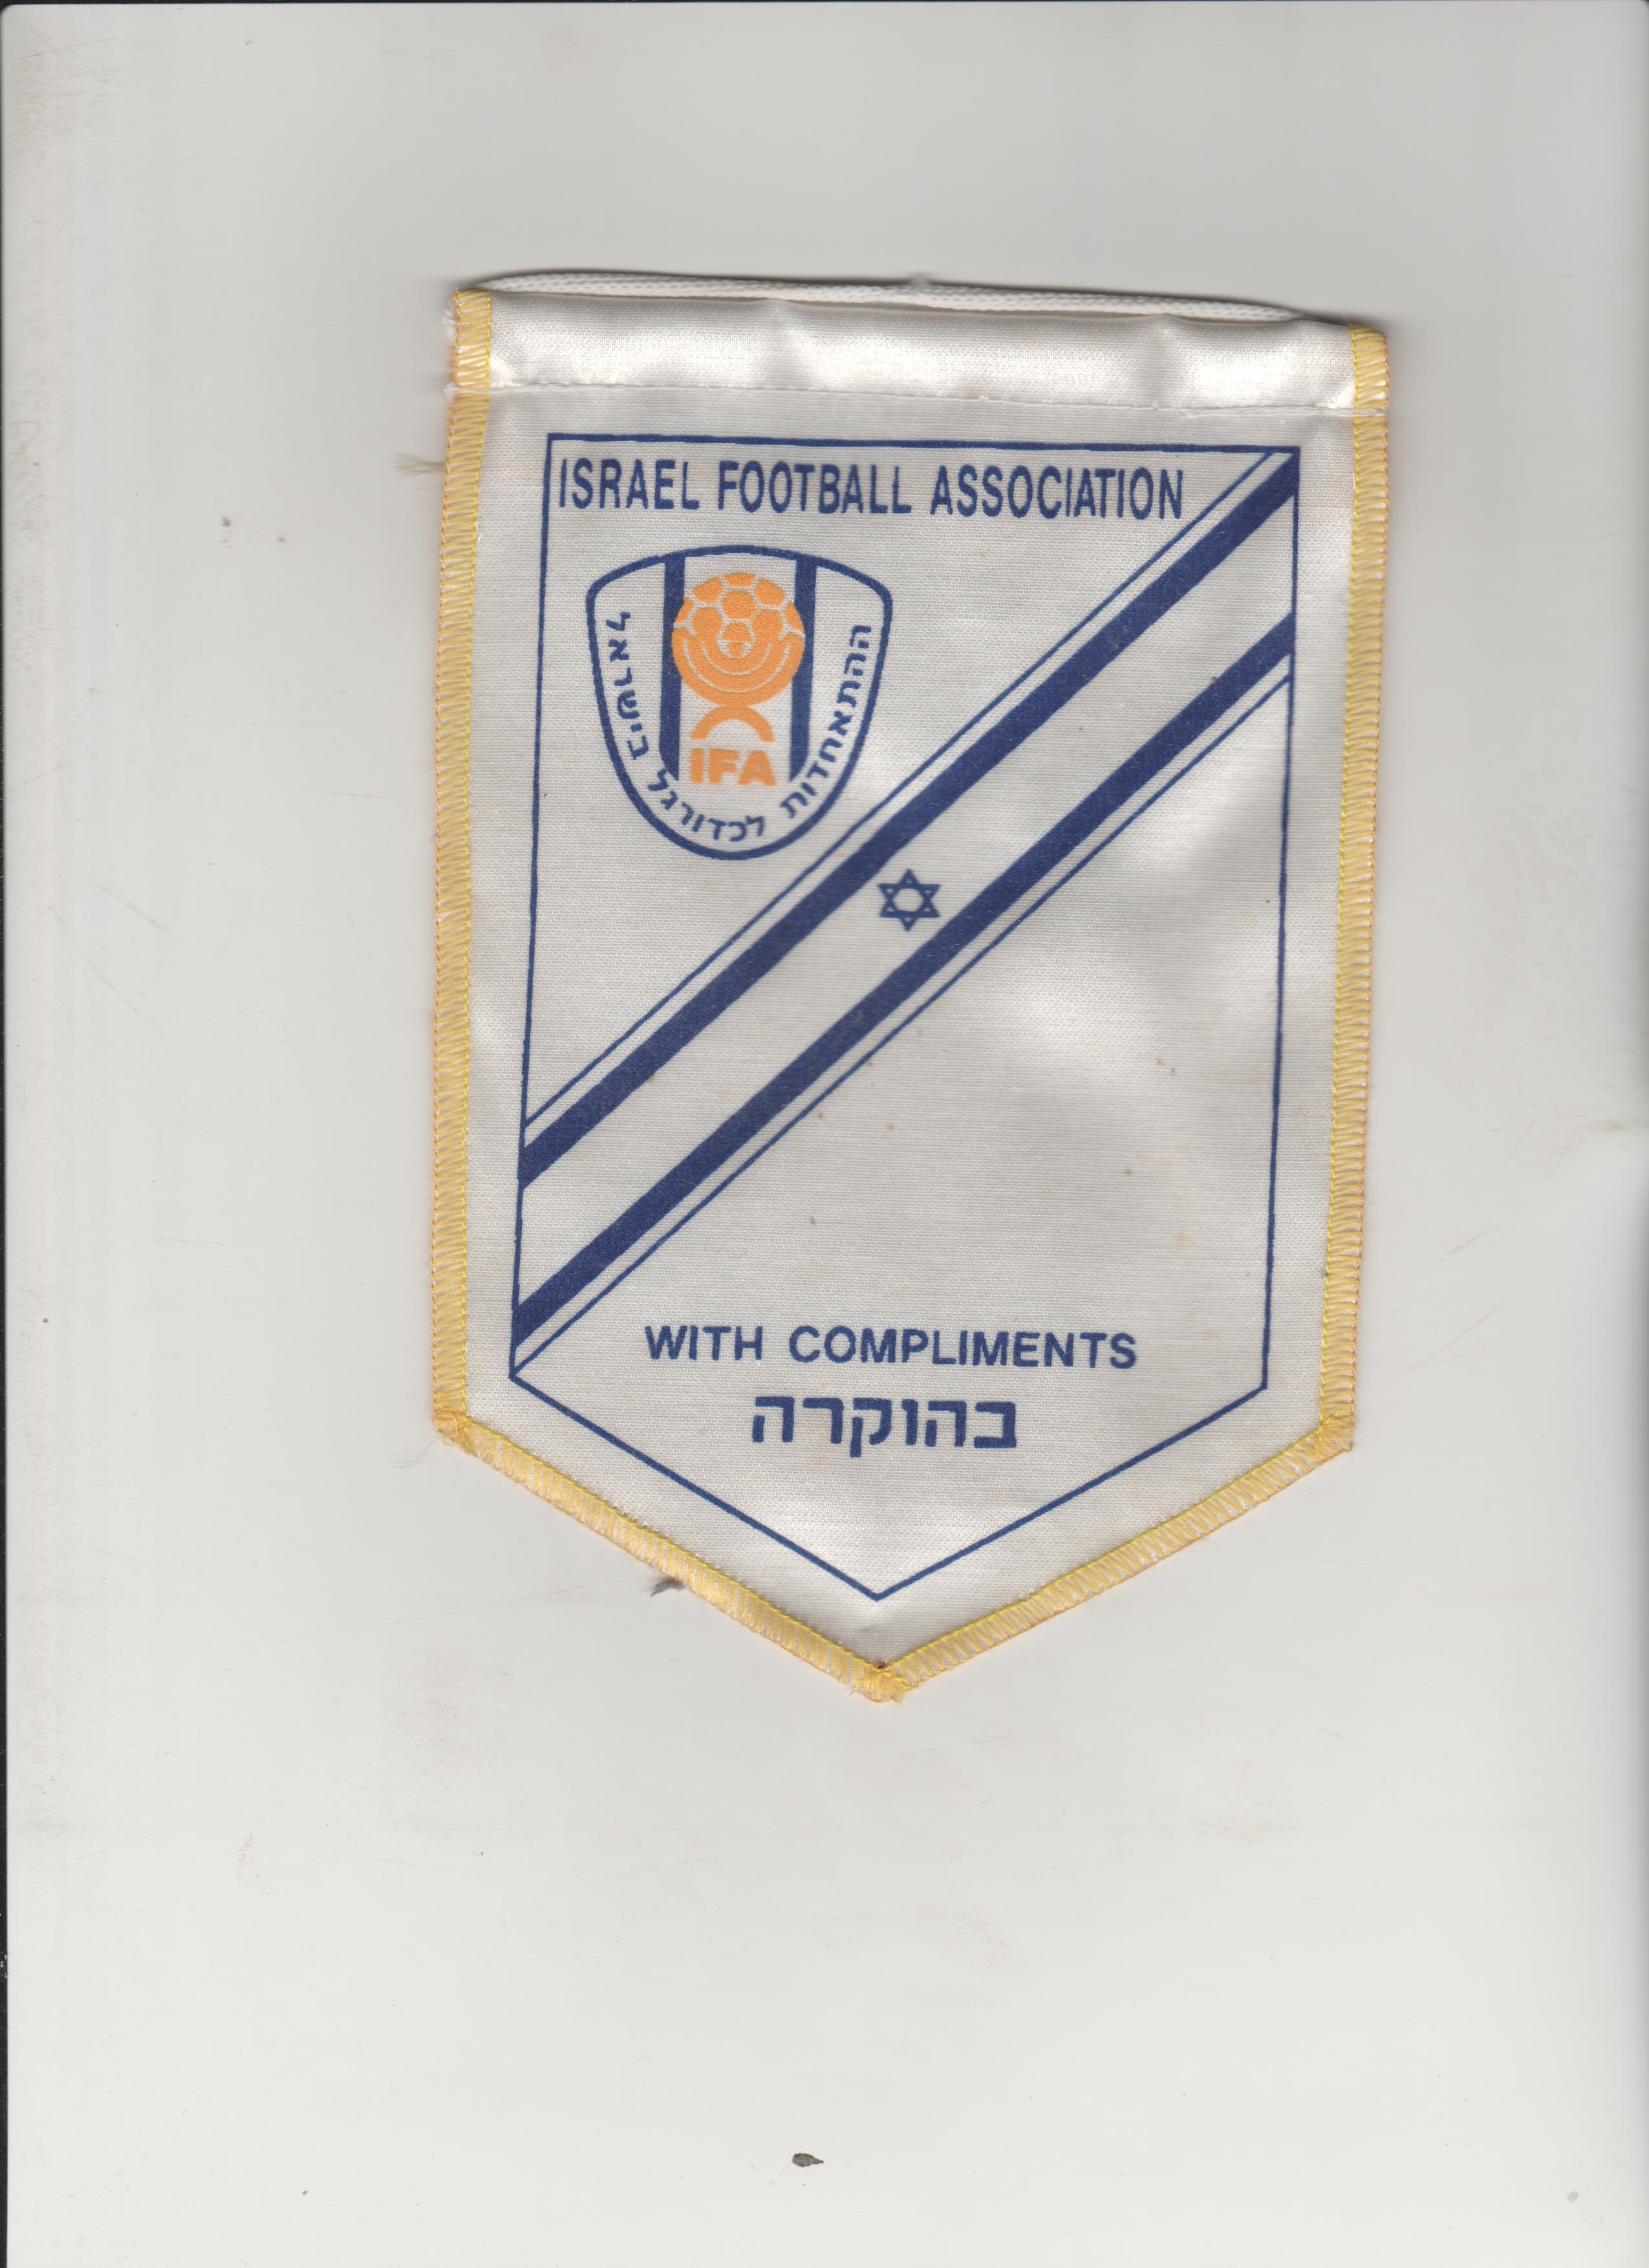 ISRAEL FOOTBALL ASSOCIATION
ההתאחדות לכדורגל בישראל
IFA
WITH COMPLIMENTS
בהוקרה